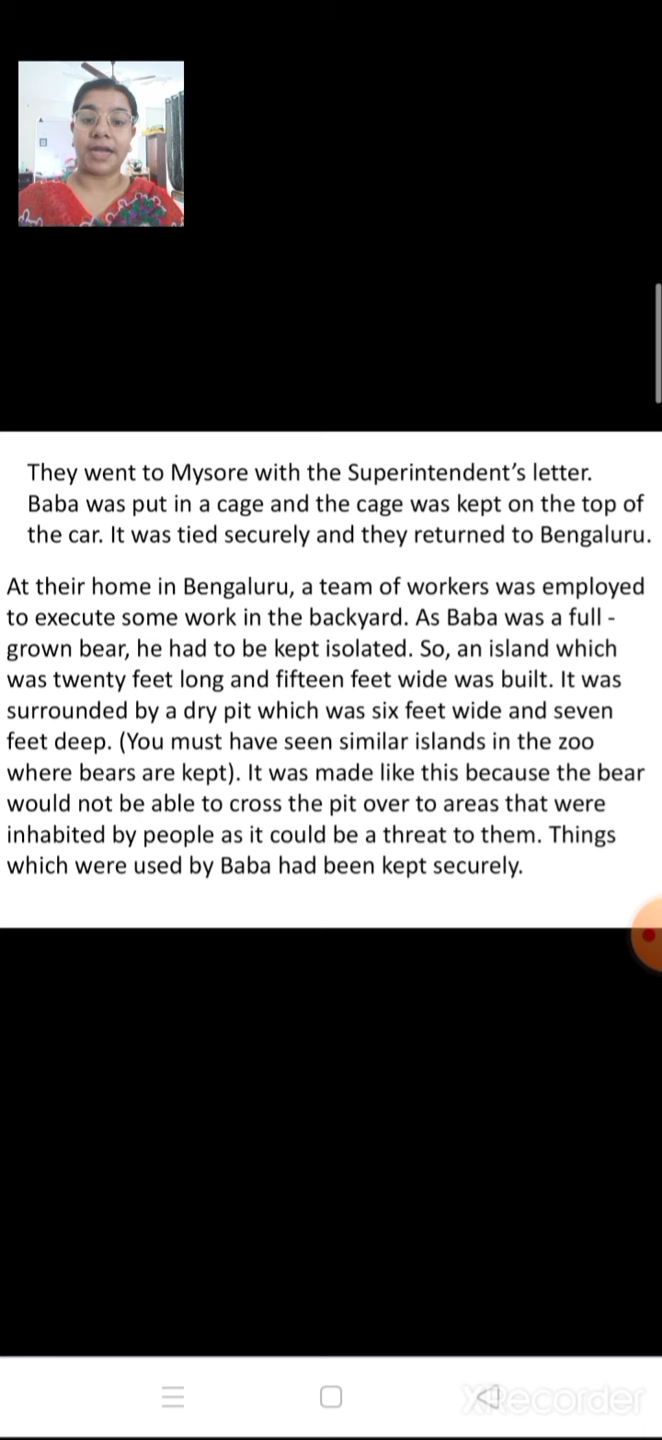 They went to Mysore with the Superintendent’s letter.
Baba was put in a cage and the cage was kept on the top of
the car. It was tied securely and they returned to Bengaluru.
At their home in Bengaluru, a team of workers was employed
to execute some work in the backyard. As Baba was a full -
grown bear, he had to be kept isolated. So, an island which
was twenty feet long and fifteen feet wide was built. It was
surrounded by a dry pit which was six feet wide and seven
feet deep. (You must have seen similar islands in the zoo
where bears are kept). It was made like this because the bear
would not be able to cross the pit over to areas that were
inhabited by people as it could be a threat to them. Things
which were used by Baba had been kept securely.
XRecorder